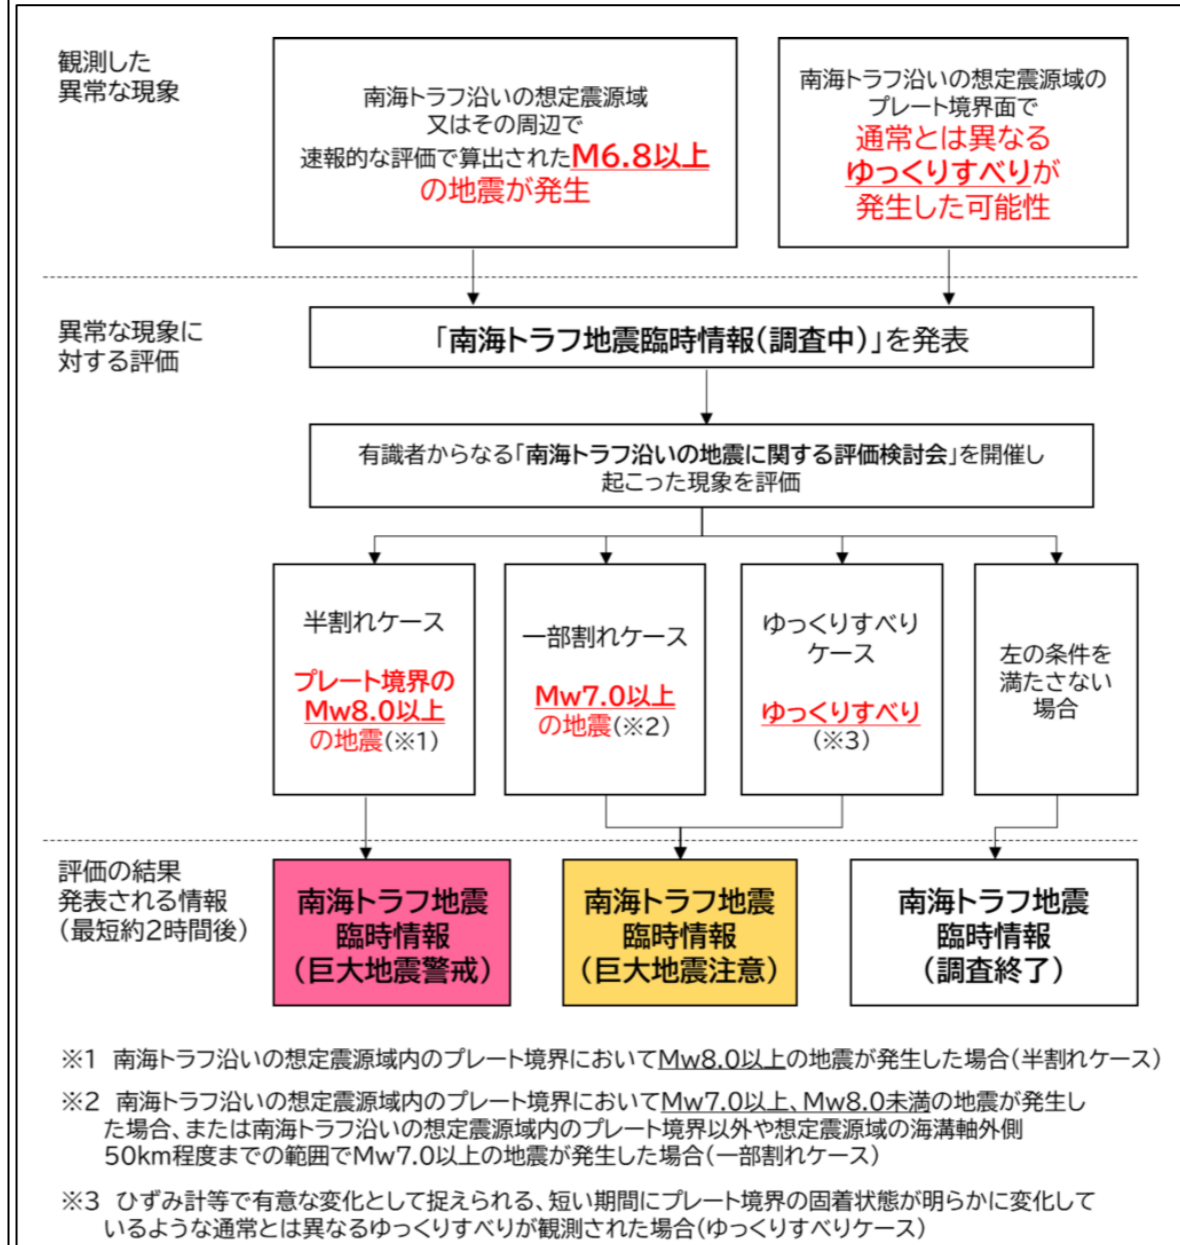 観測した
異常な現象
南海トラフ沿いの想定震源域
又はその周辺で
速報的な評価で算出されたM6.8以上
の地震が発生
南海トラフ沿いの想定震源域の
プレート境界面で
通常とは異なる
ゆっくりすべりが
発生した可能性
異常な現象に
対する評価
「南海トラフ地震臨時情報(調査中)」を発表
有識者からなる「南海トラフ沿いの地震に関する評価検討会」を開催し
起こった現象を評価
半割れケース
プレート境界の
Mw8.0以上
の地震(※1)
一部割れケース
Mw7.0以上
の地震(※2)
ゆっくりすべり
ケース
ゆっくりすべり
(※3)
左の条件を
満たさない
場合
評価の結果
発表される情報
(最短約2時間後)
南海トラフ地震
臨時情報
(巨大地震警戒)
南海トラフ地震
臨時情報
(巨大地震注意)
南海トラフ地震
臨時情報
(調査終了)
※1 南海トラフ沿いの想定震源域内のプレート境界においてMw8.0以上の地震が発生した場合(半割れケース)
※2 南海トラフ沿いの想定震源域内のプレート境界においてMw7.0以上、Mw8.0未満の地震が発生し
た場合、または南海トラフ沿いの想定震源域内のプレート境界以外や想定震源域の海溝軸外側
50km程度までの範囲でMw7.0以上の地震が発生した場合(一部割れケース)
※3 ひずみ計等で有意な変化として捉えられる、短い期間にプレート境界の固着状態が明らかに変化して
いるような通常とは異なるゆっくりすべりが観測された場合(ゆっくりすべりケース)